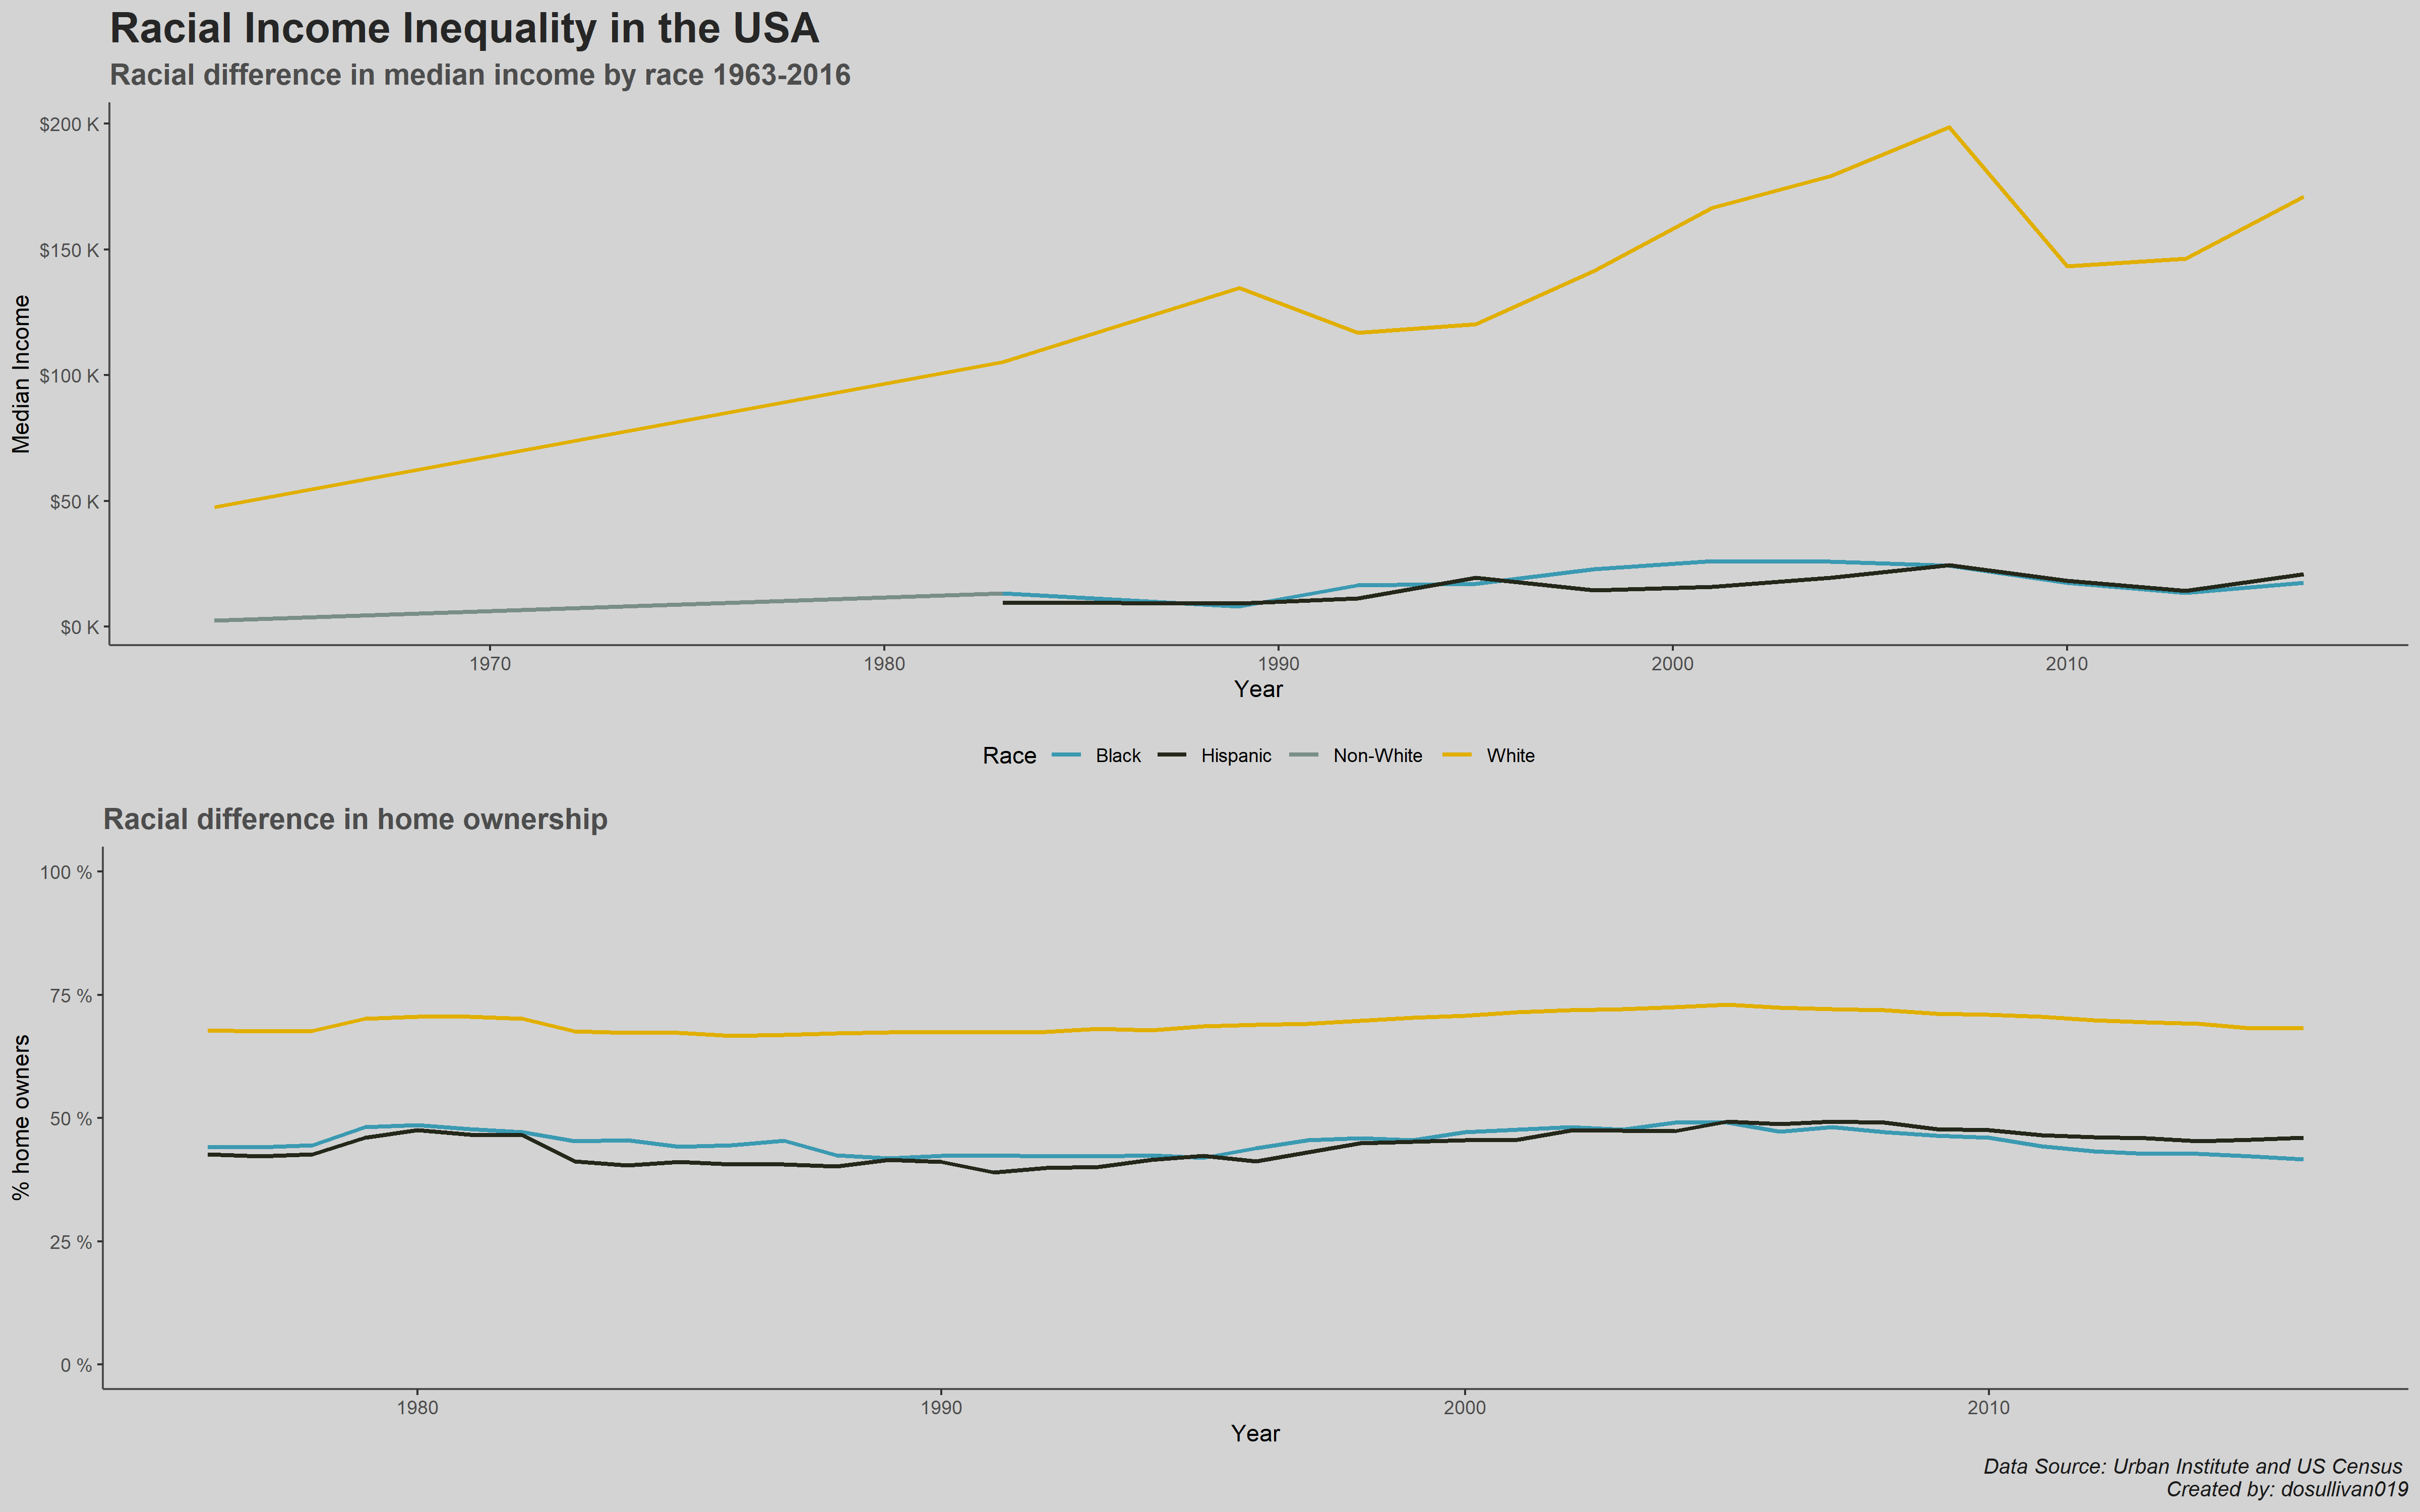 Racial Income Inequality in the USA
Racial difference in median income by race 1963-2016
$200 K
$150 K
$100 K
$50 K
$0 K
Median Income
1970 1980 1990 2000 2010
Year
Race Black Hispanic Non-White White
Racial difference in home ownership
100 %
75 %
50 %
25 %
0 %
% home owners
1980 1990 2000 2010
Year
Data Source: Urban Institute and US Census
Created by: dosullivan019